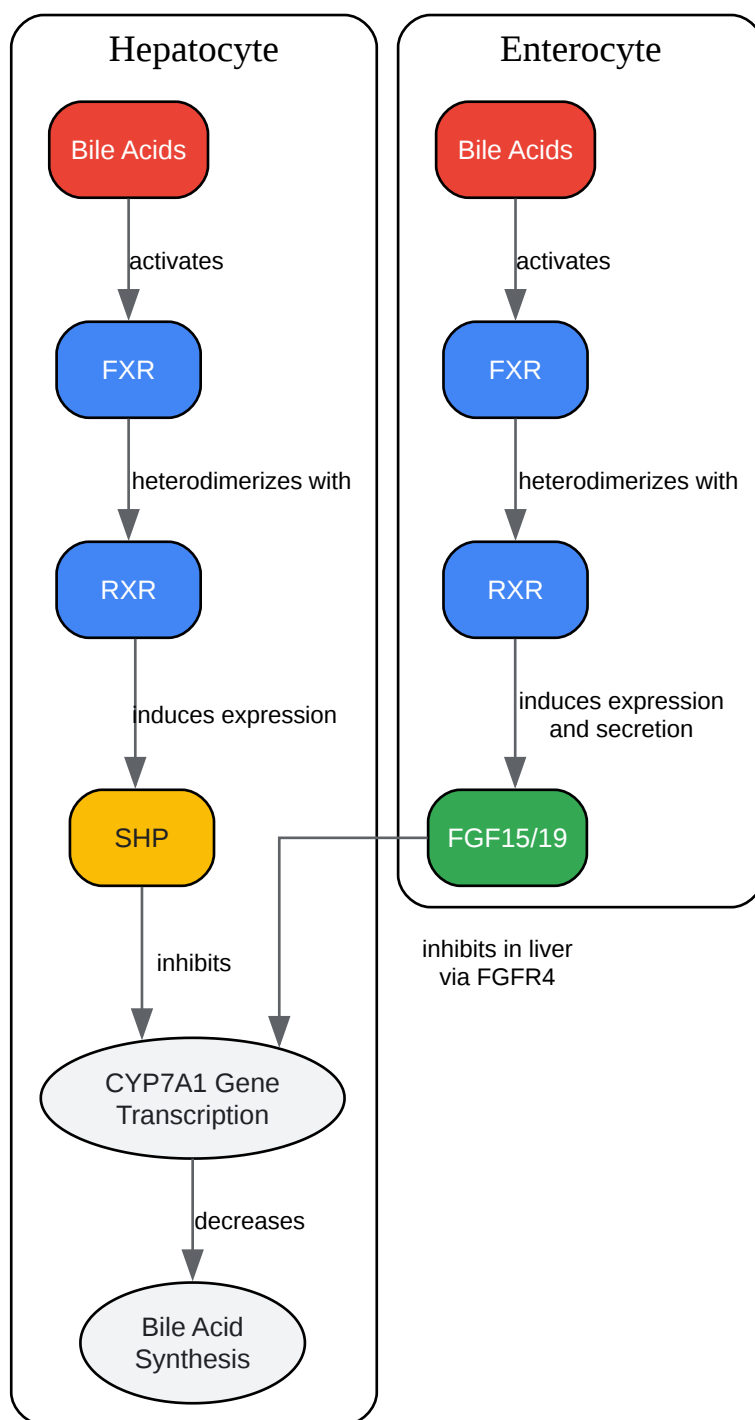 Hepatocyte
Bile Acids
activates
FXR
heterodimerizes with
RXR
induces expression
SHP
inhibits
CYP7A1 Gene
Transcription
decreases
Bile Acid
Synthesis
Enterocyte
Bile Acids
activates
FXR
heterodimerizes with
RXR
induces expression
and secretion
FGF15/19
inhibits in liver
via FGFR4